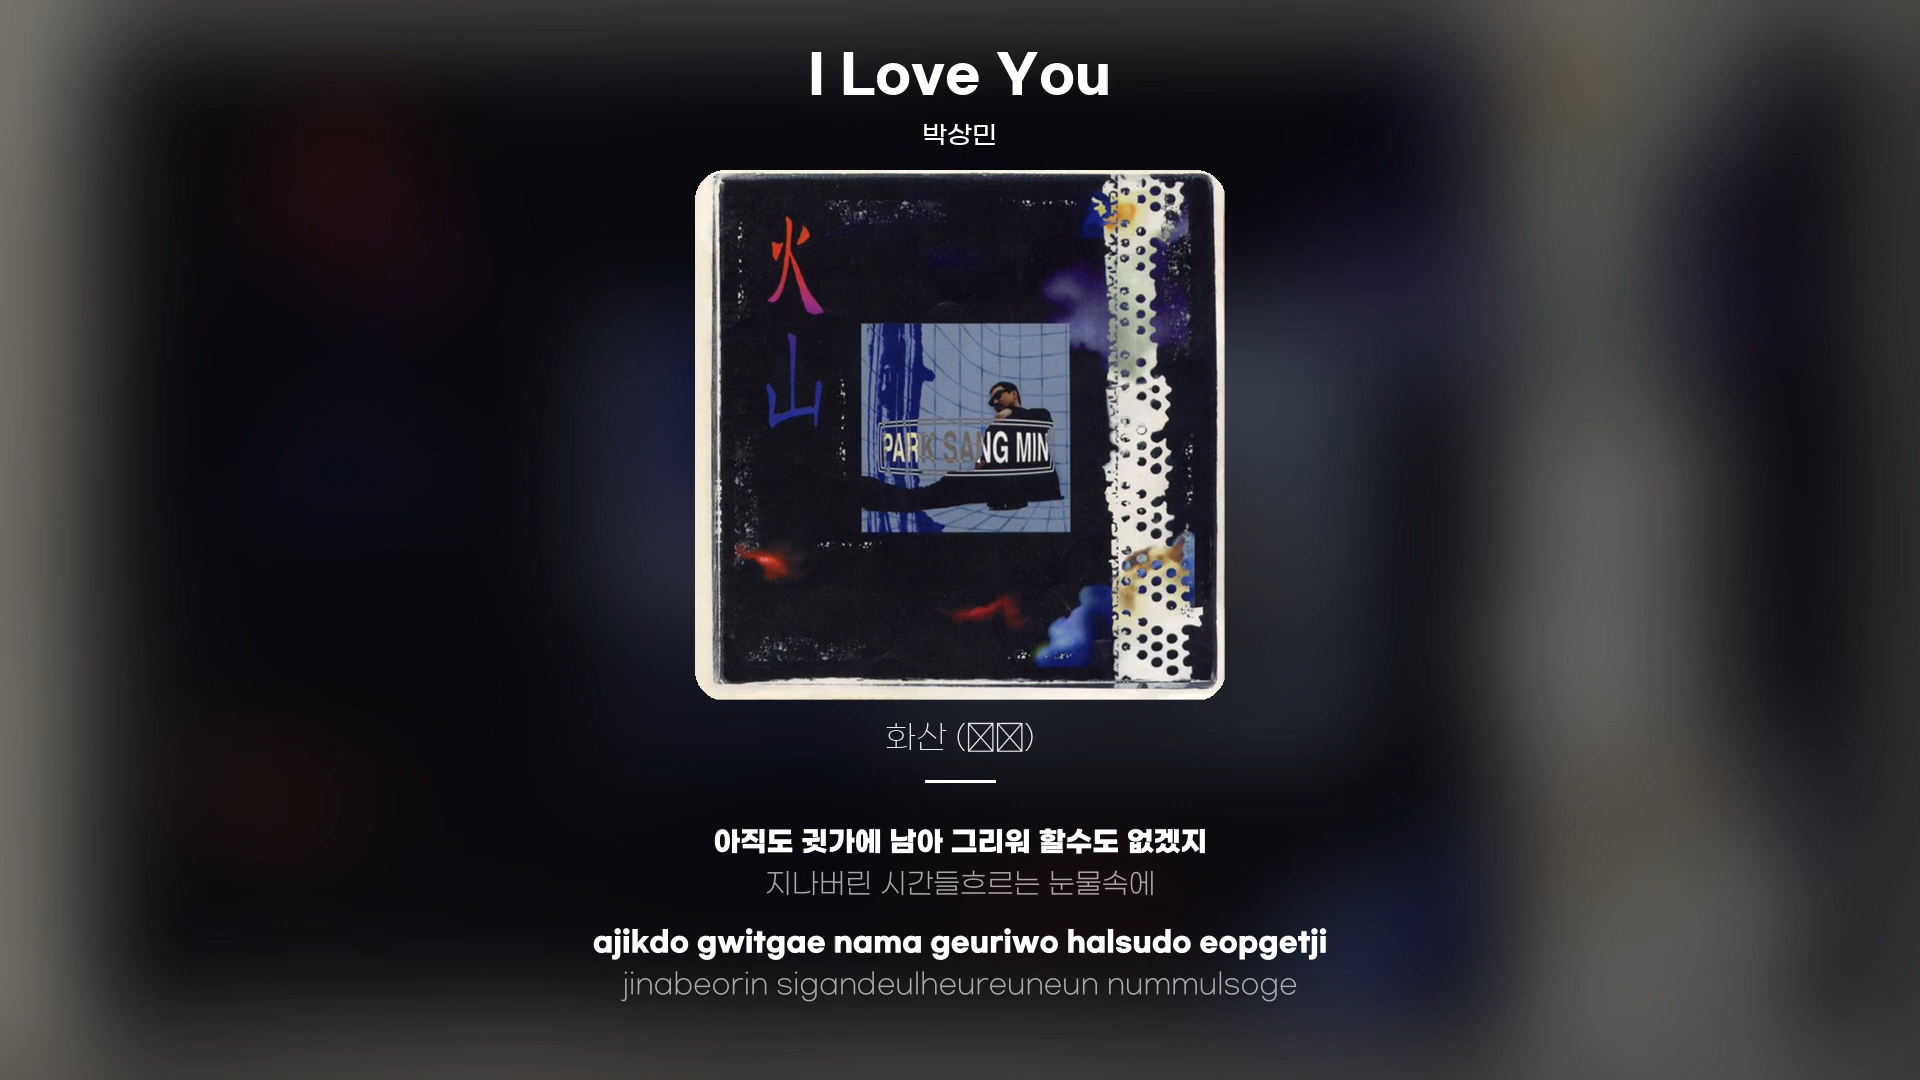 I Love You
박상민
火
山
PARK SANG MIN
화산 (☒☒)
아직도 귓가에 남아 그리워 할수도 없겠지
지나버린 시간들흐르는 눈물속에
ajikdo gwitgae nama geuriwo halsudo eopgetji
jinabeorin sigandeulheureuneun nummulsoge